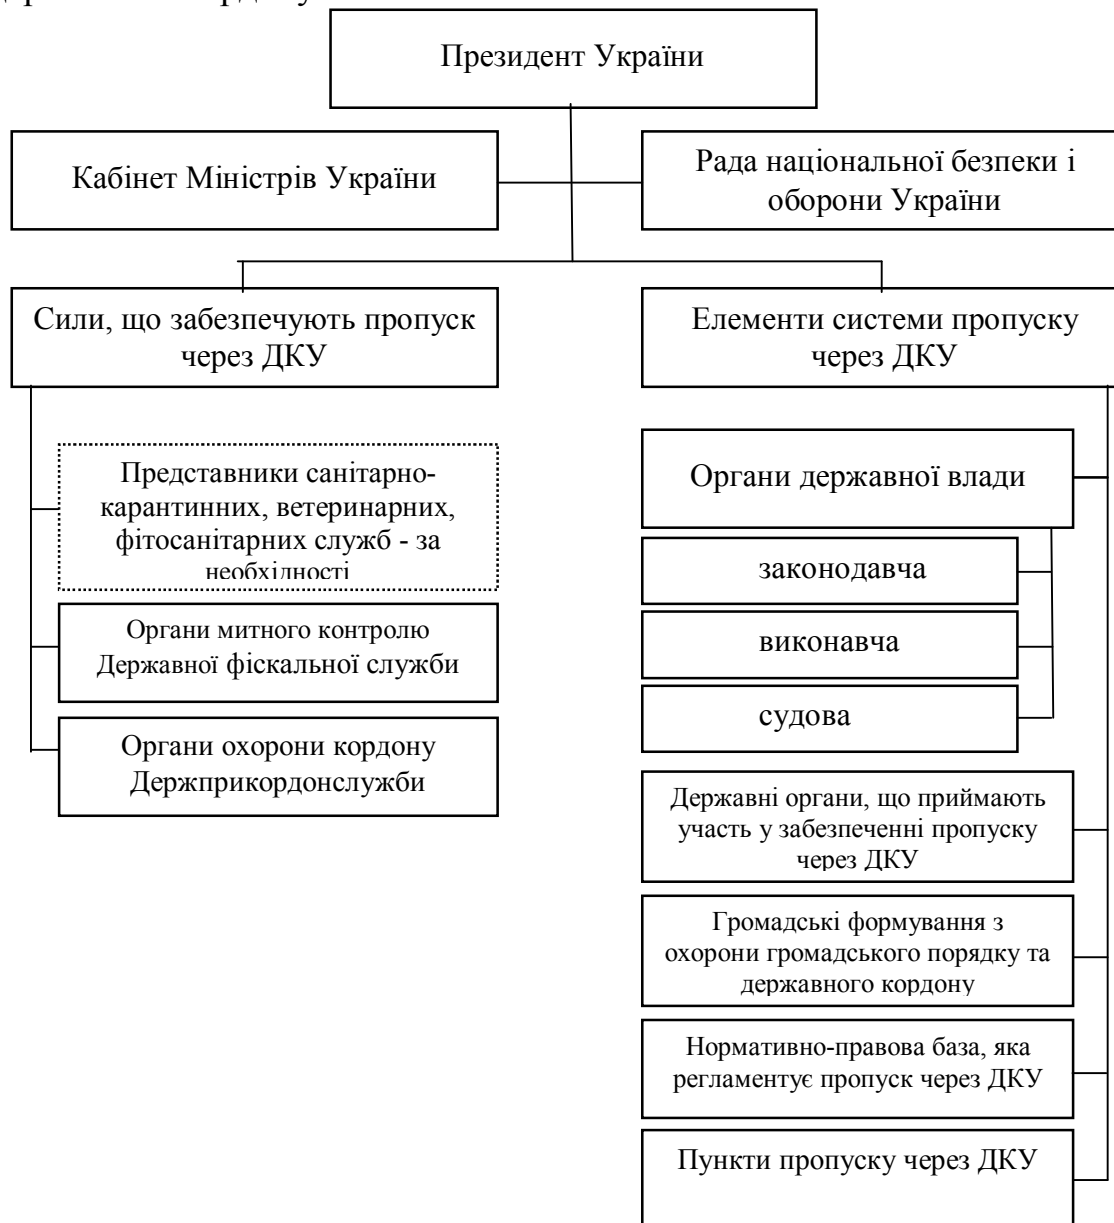 Президент України
Кабінет Міністрів України
Рада національної безпеки і
оборони України
Сили, що забезпечують пропуск
через ДКУ
Елементи системи пропуску
через ДКУ
Представники санітарно-
карантинних, ветеринарних,
фітосанітарних служб - за
необхідності
Органи митного контролю
Державної фіскальної служби
Органи охорони кордону
Держприкордонслужби
Органи державної влади
законодавча
виконавча
судова
Державні органи, що приймають
участь у забезпеченні пропуску
через ДКУ
Громадські формування з
охорони громадського порядку та
державного кордону
Нормативно-правова база, яка
регламентує пропуск через ДКУ
Пункти пропуску через ДКУ